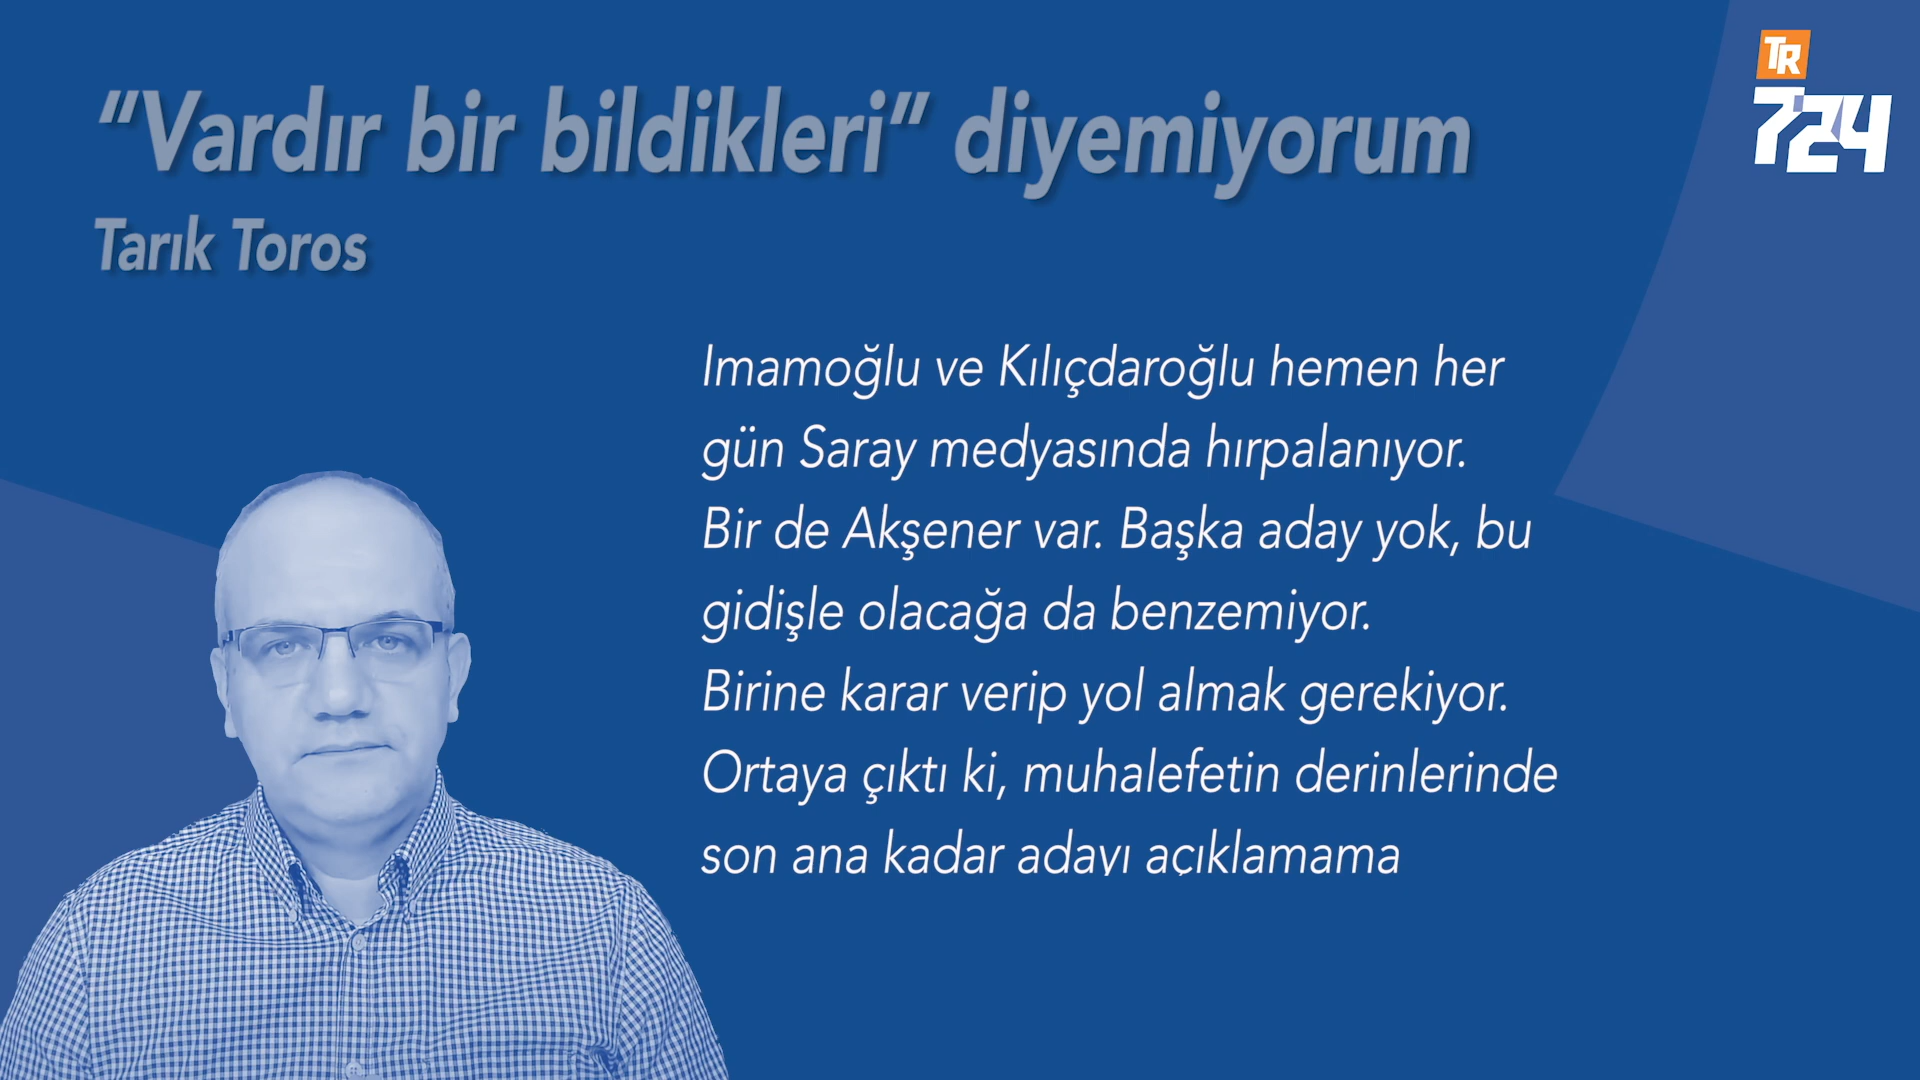 “Vardır bir bildikleri” diyemiyorum
Tarık Toros
TR
724
Imamoğlu ve Kılıçdaroğlu hemen her
gün Saray medyasında hırpalanıyor.
Bir de Akşener var. Başka aday yok, bu
gidişle olacağa da benzemiyor.
Birine karar verip yol almak gerekiyor.
Ortaya çıktı ki, muhalefetin derinlerinde
son ana kadar adayı açıklamama